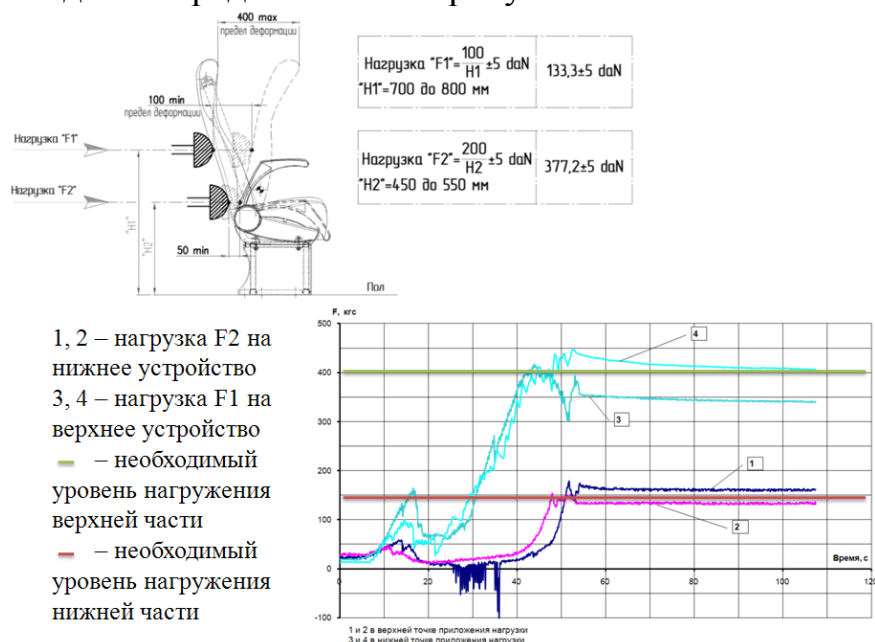 400 max
предел деформации
100 min
предел деформации
Нагрузка "F1"
Нагрузка "F2"
"H1"
"H2"
50 min
Пол
Нагрузка "F1"=100/H1±5 daN
"H1"=700 до 800 мм
133,3±5 daN
Нагрузка "F2"=200/H2±5 daN
"H2"=450 до 550 мм
377,2±5 daN
1, 2 – нагрузка F2 на
нижнее устройство
3, 4 – нагрузка F1 на
верхнее устройство
– необходимый
уровень нагружения
верхней части
– необходимый
уровень нагружения
нижней части
F, кгс
500
400
300
200
100
0
-100
0
20
40
60
80
100
120
4
3
1
2
Время, с
1 и 2 в верхней точке приложения нагрузки
3 и 4 в нижней точке приложения нагрузки